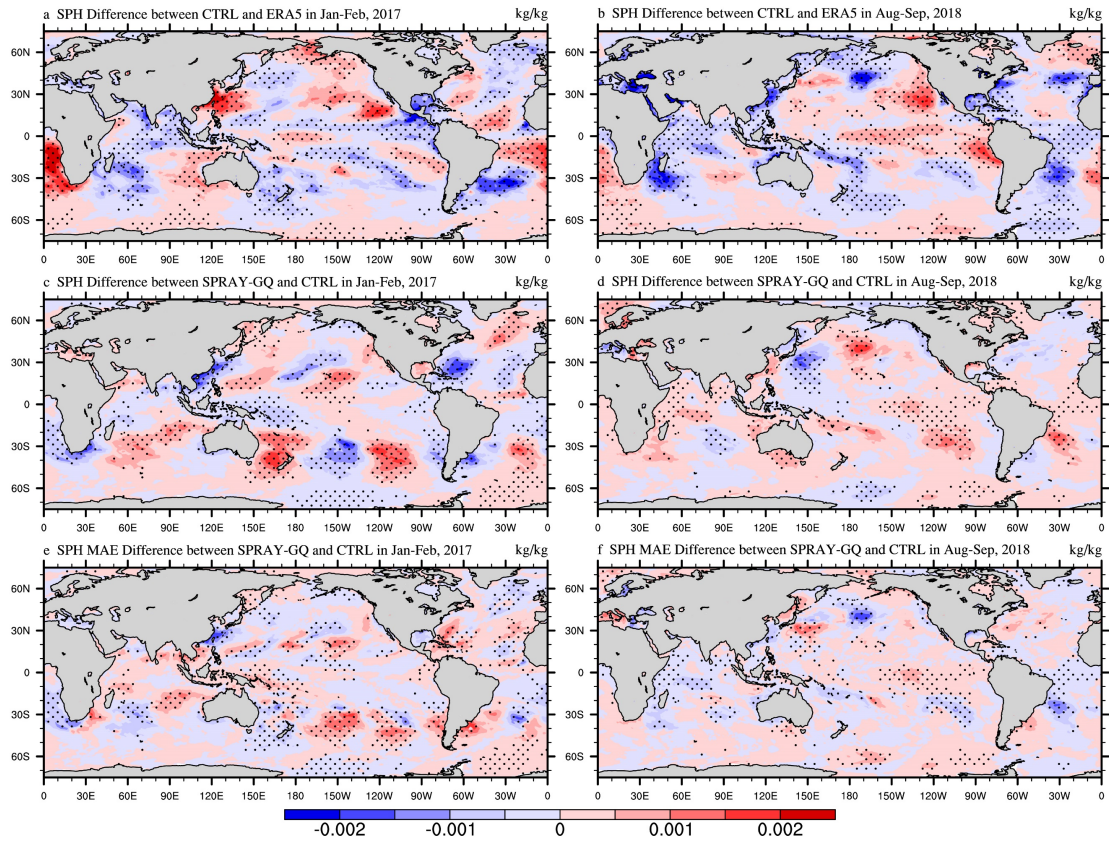 a SPH Difference between CTRL and ERA5 in Jan-Feb, 2017 kg/kg
60N
30N
0
30S
60S
0 30E 60E 90E 120E 150E 180 150W 120W 90W 60W 30W 0
b SPH Difference between CTRL and ERA5 in Aug-Sep, 2018 kg/kg
60N
30N
0
30S
60S
0 30E 60E 90E 120E 150E 180 150W 120W 90W 60W 30W 0
c SPH Difference between SPRAY-GQ and CTRL in Jan-Feb, 2017 kg/kg
60N
30N
0
30S
60S
0 30E 60E 90E 120E 150E 180 150W 120W 90W 60W 30W 0
d SPH Difference between SPRAY-GQ and CTRL in Aug-Sep, 2018 kg/kg
60N
30N
0
30S
60S
0 30E 60E 90E 120E 150E 180 150W 120W 90W 60W 30W 0
e SPH MAE Difference between SPRAY-GQ and CTRL in Jan-Feb, 2017 kg/kg
60N
30N
0
30S
60S
0 30E 60E 90E 120E 150E 180 150W 120W 90W 60W 30W 0
f SPH MAE Difference between SPRAY-GQ and CTRL in Aug-Sep, 2018 kg/kg
60N
30N
0
30S
60S
0 30E 60E 90E 120E 150E 180 150W 120W 90W 60W 30W 0
-0.002 -0.001 0 0.001 0.002